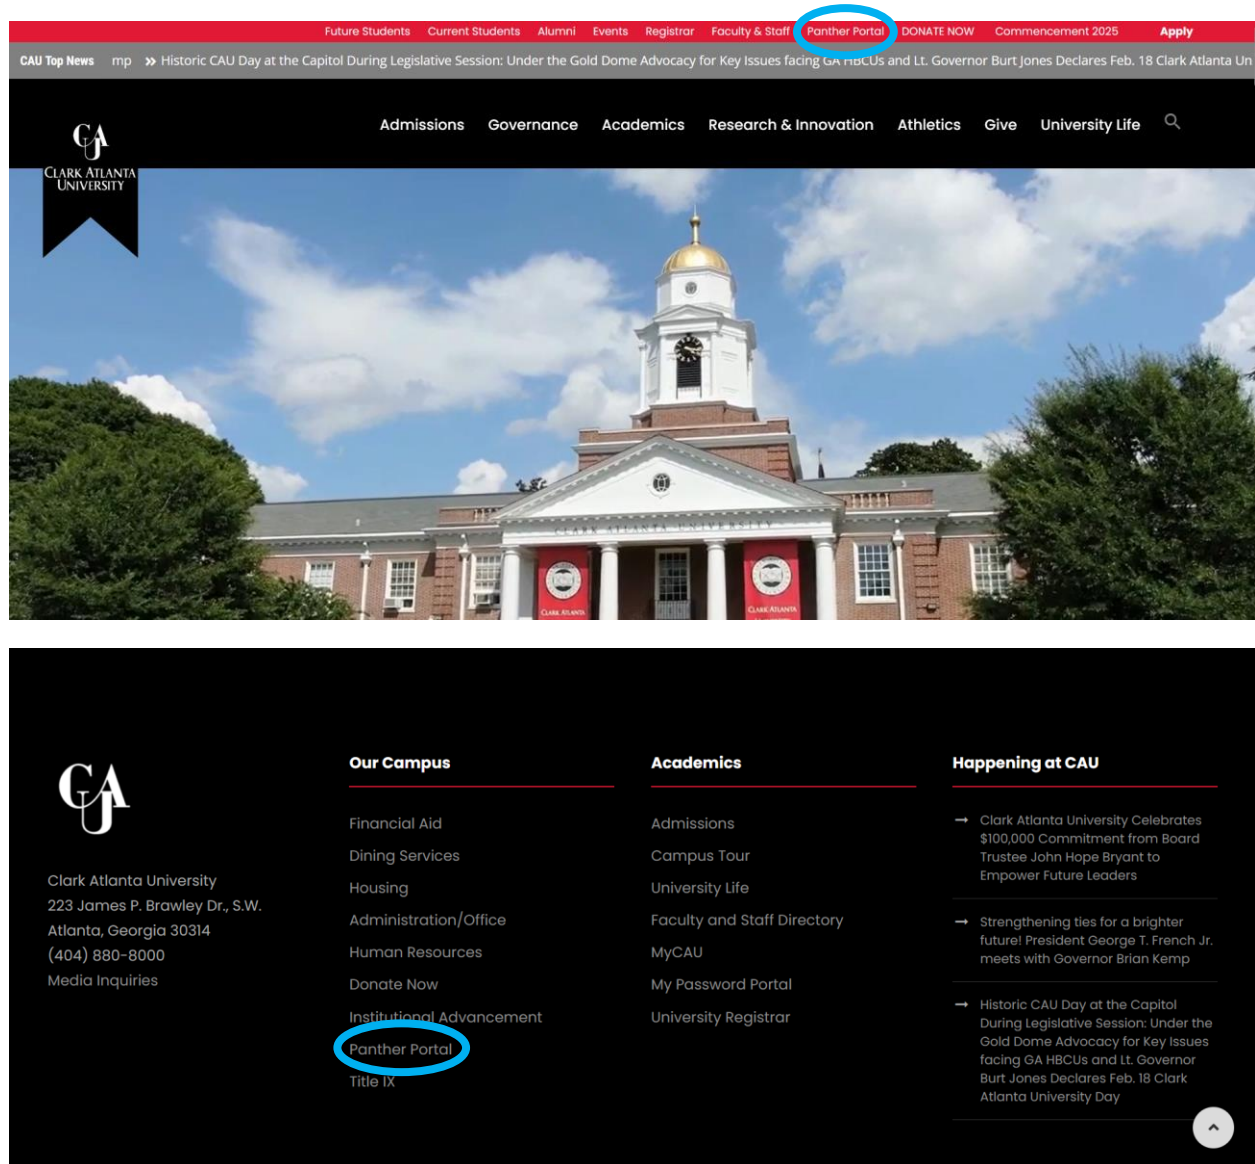 Future Students Current Students Alumni Events Registrar Faculty & Staff Panther Portal DONATE NOW Commencement 2025 Apply
CAU Top News mp » Historic CAU Day at the Capitol During Legislative Session: Under the Gold Dome Advocacy for Key Issues facing GA HBCUs and Lt. Governor Burt Jones Declares Feb. 18 Clark Atlanta Un
Admissions Governance Academics Research & Innovation Athletics Give University Life
CAU
CLARK ATLANTA
UNIVERSITY
CLARK ATLANTA UNIVERSITY
CLARK ATLANTA
CLARK ATLANTA
CAU
Clark Atlanta University
223 James P. Brawley Dr., S.W.
Atlanta, Georgia 30314
(404) 880-8000
Media Inquiries
Our Campus
Financial Aid
Dining Services
Housing
Administration/Office
Human Resources
Donate Now
Institutional Advancement
Panther Portal
Title IX
Academics
Admissions
Campus Tour
University Life
Faculty and Staff Directory
MyCAU
My Password Portal
University Registrar
Happening at CAU
→ Clark Atlanta University Celebrates
$100,000 Commitment from Board
Trustee John Hope Bryant to
Empower Future Leaders
→ Strengthening ties for a brighter
future! President George T. French Jr.
meets with Governor Brian Kemp
→ Historic CAU Day at the Capitol
During Legislative Session: Under the
Gold Dome Advocacy for Key Issues
facing GA HBCUs and Lt. Governor
Burt Jones Declares Feb. 18 Clark
Atlanta University Day